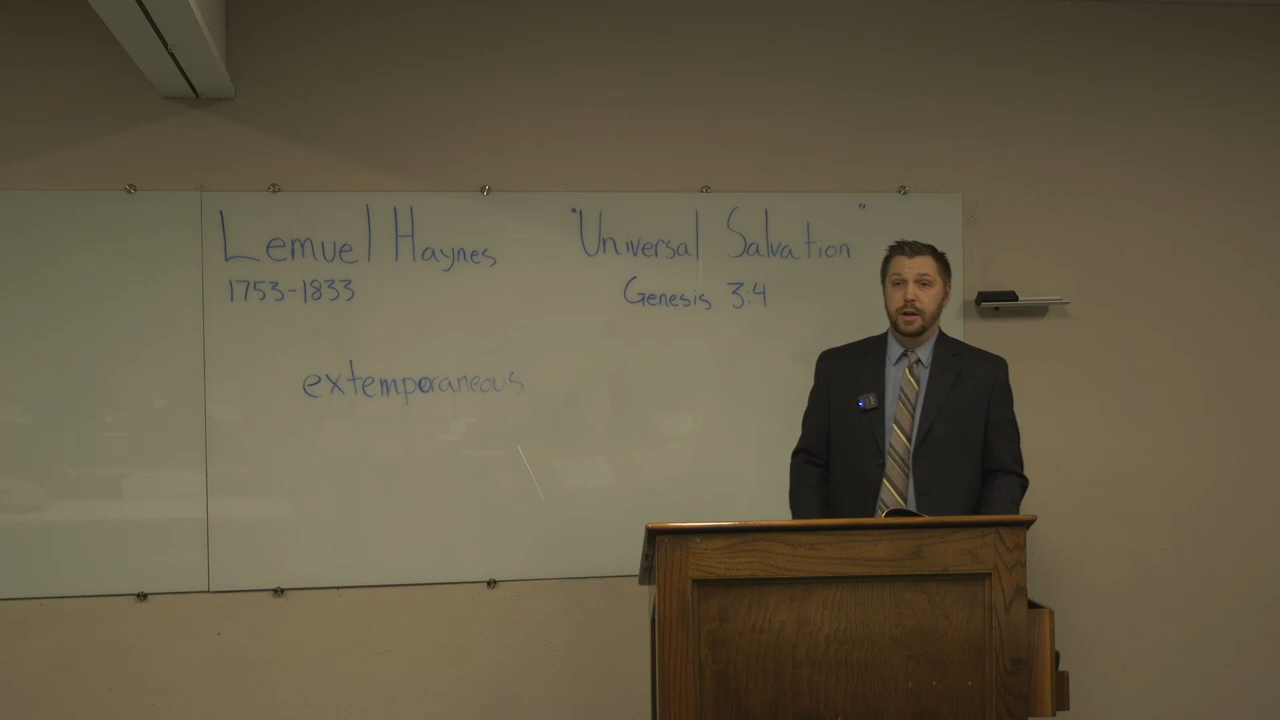 Lemuel Haynes
1753-1833
"Universal Salvation"
Genesis 3:4
extemporaneous